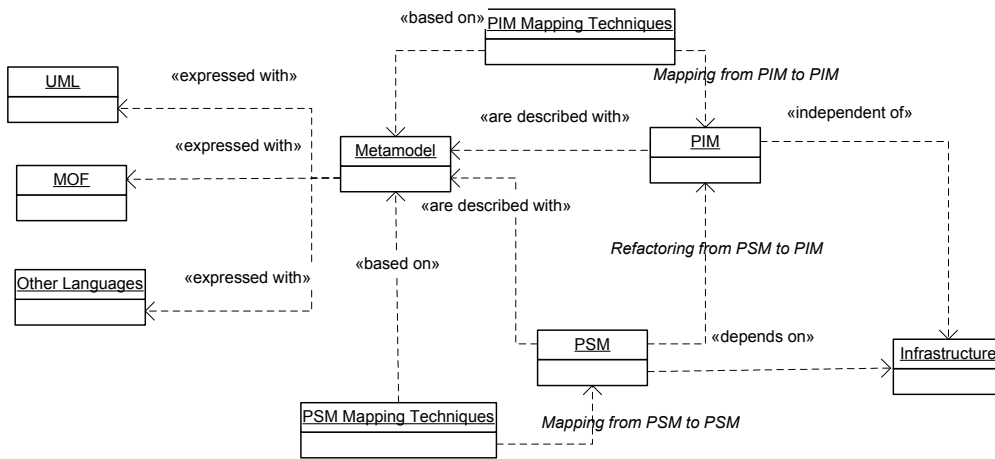 «based on»
PIM Mapping Techniques
UML
«expressed with»
Mapping from PIM to PIM
«are described with»
«independent of»
«expressed with»
Metamodel
PIM
MOF
«are described with»
Refactoring from PSM to PIM
«based on»
Other Languages
«expressed with»
«depends on»
PSM
Infrastructure
PSM Mapping Techniques
Mapping from PSM to PSM